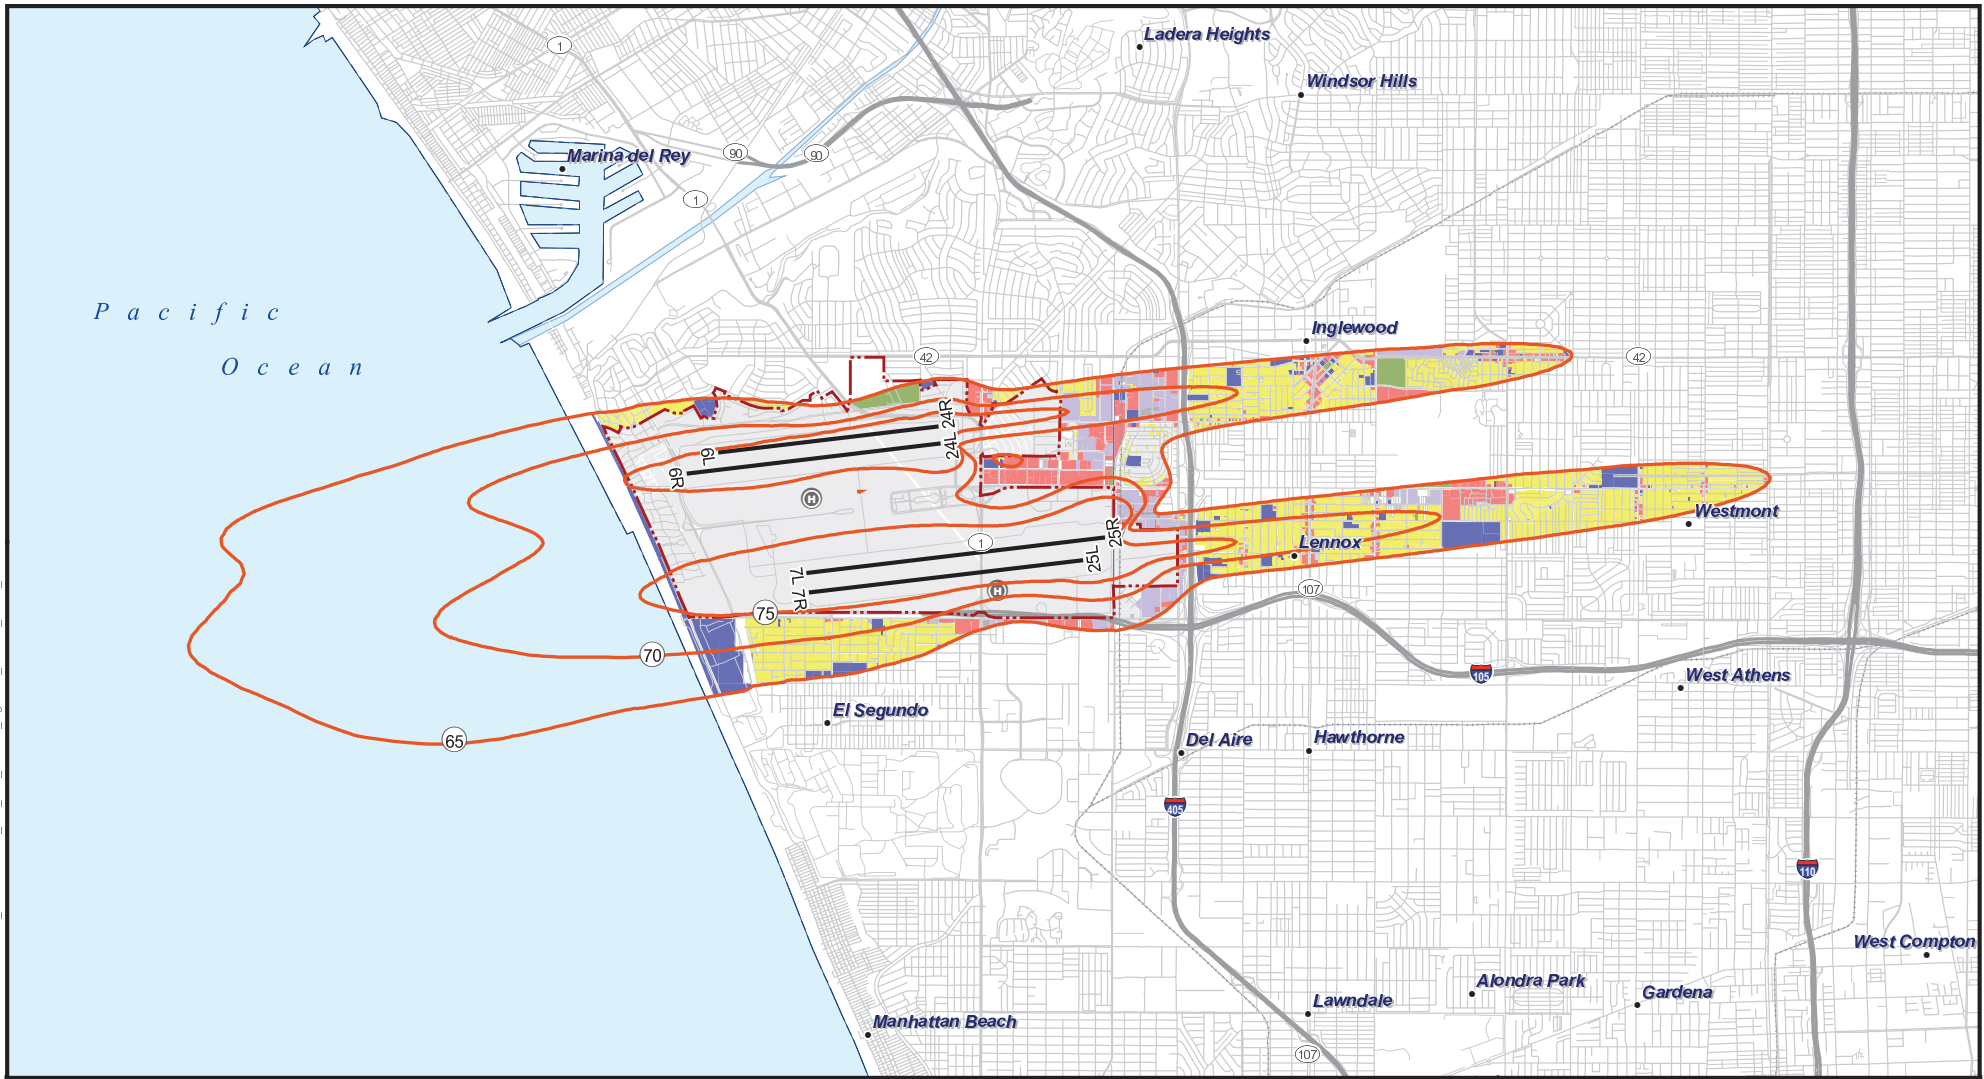 Ladera Heights
1
Windsor Hills
Marina del Rey
90
90
1
Pacific
Ocean
Inglewood
42
42
24R
24L
6L
6R
H
Westmont
25R
1
Lennox
25L
7L
7R
H
107
75
70
105
West Athens
El Segundo
65
Del Aire
Hawthorne
405
110
West Compton
Alondra Park
Gardena
Lawndale
Manhattan Beach
107